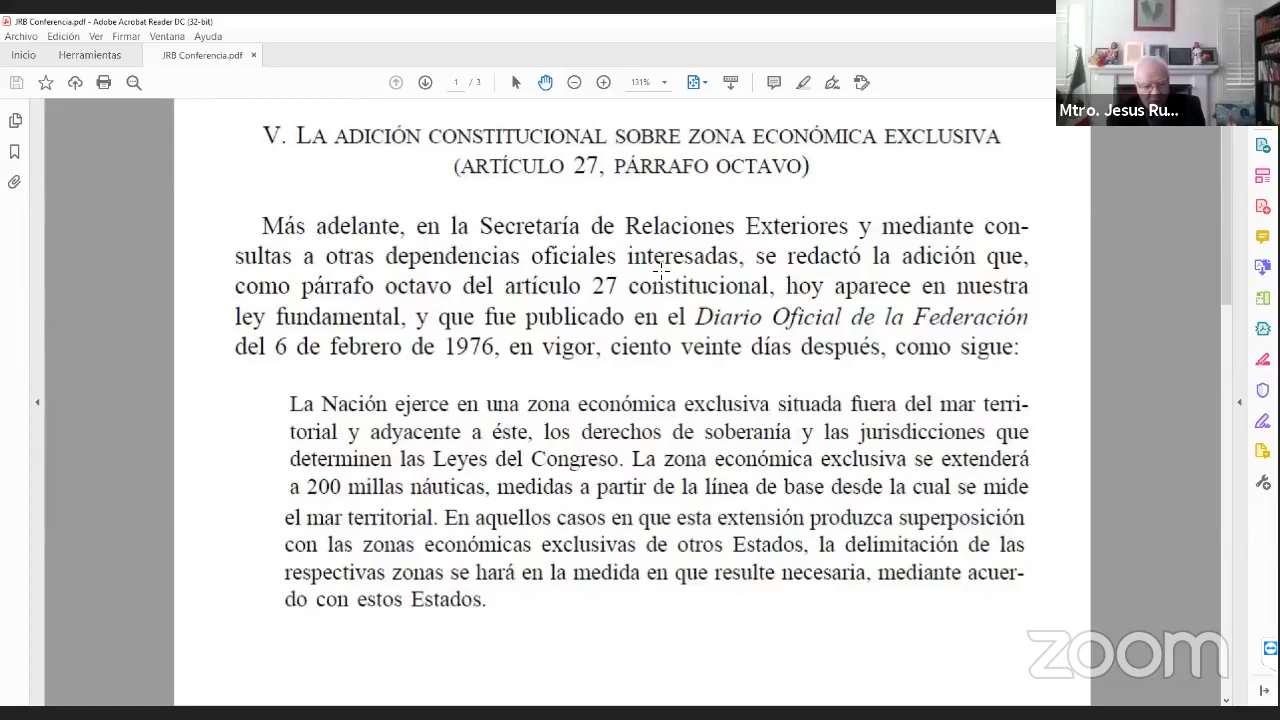 JRB Conferencia.pdf - Adobe Acrobat Reader DC (32-bit)
Archivo Edición Ver Firmar Ventana Ayuda
Inicio Herramientas JRB Conferencia.pdf ×
1 / 3 131%
Mtro. Jesus Ru...
V. LA ADICIÓN CONSTITUCIONAL SOBRE ZONA ECONÓMICA EXCLUSIVA
(ARTÍCULO 27, PÁRRAFO OCTAVO)
Más adelante, en la Secretaría de Relaciones Exteriores y mediante con-
sultas a otras dependencias oficiales interesadas, se redactó la adición que,
como párrafo octavo del artículo 27 constitucional, hoy aparece en nuestra
ley fundamental, y que fue publicado en el Diario Oficial de la Federación
del 6 de febrero de 1976, en vigor, ciento veinte días después, como sigue:
La Nación ejerce en una zona económica exclusiva situada fuera del mar terri-
torial y adyacente a éste, los derechos de soberanía y las jurisdicciones que
determinen las Leyes del Congreso. La zona económica exclusiva se extenderá
a 200 millas náuticas, medidas a partir de la línea de base desde la cual se mide
el mar territorial. En aquellos casos en que esta extensión produzca superposición
con las zonas económicas exclusivas de otros Estados, la delimitación de las
respectivas zonas se hará en la medida en que resulte necesaria, mediante acuer-
do con estos Estados.
zoom